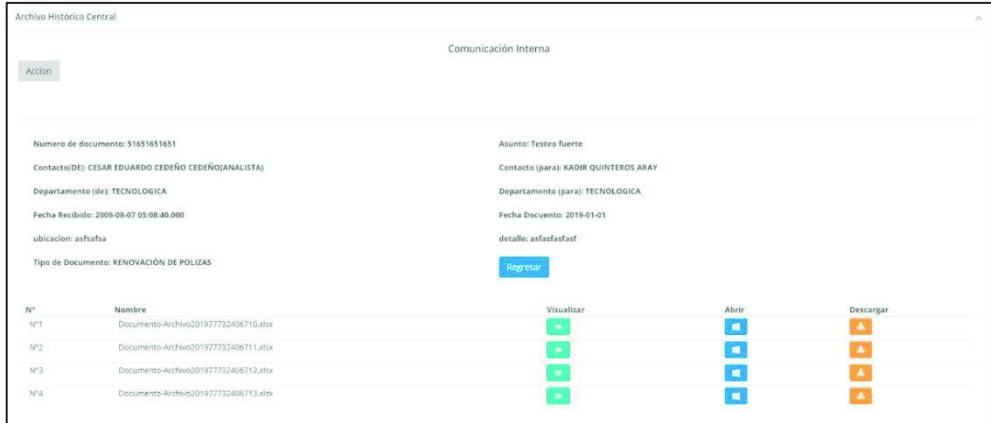 Archivo Histórico Central
Comunicación Interna
Accion
Numero de documento: 51651651651
Asunto: Testeo fuerte
Contacto(DE): CESAR EDUARDO CEDEÑO CEDEÑO(ANALISTA)
Contacto (para): KADIR QUINTEROS ARAY
Departamento (de): TECNOLOGICA
Departamento (para): TECNOLOGICA
Fecha Recibido: 2009-08-07 05:08:40.000
Fecha Docuento: 2019-01-01
ubicacion: asfsafsa
detalle: asfasfasfasf
Tipo de Documento: RENOVACIÓN DE POLIZAS
Regresar
N° Nombre Visualizar Abrir Descargar
N°1 Documento-Archivo201977732406710.xlsx
N°2 Documento-Archivo201977732406711.xlsx
N°3 Documento-Archivo201977732406712.xlsx
N°4 Documento-Archivo201977732406713.xlsx